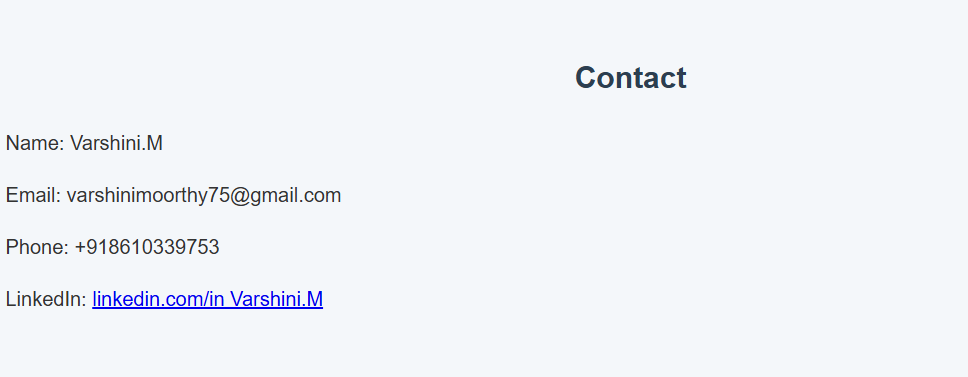 Contact
Name: Varshini.M
Email: varshinimoorthy75@gmail.com
Phone: +918610339753
LinkedIn: linkedin.com/in Varshini.M